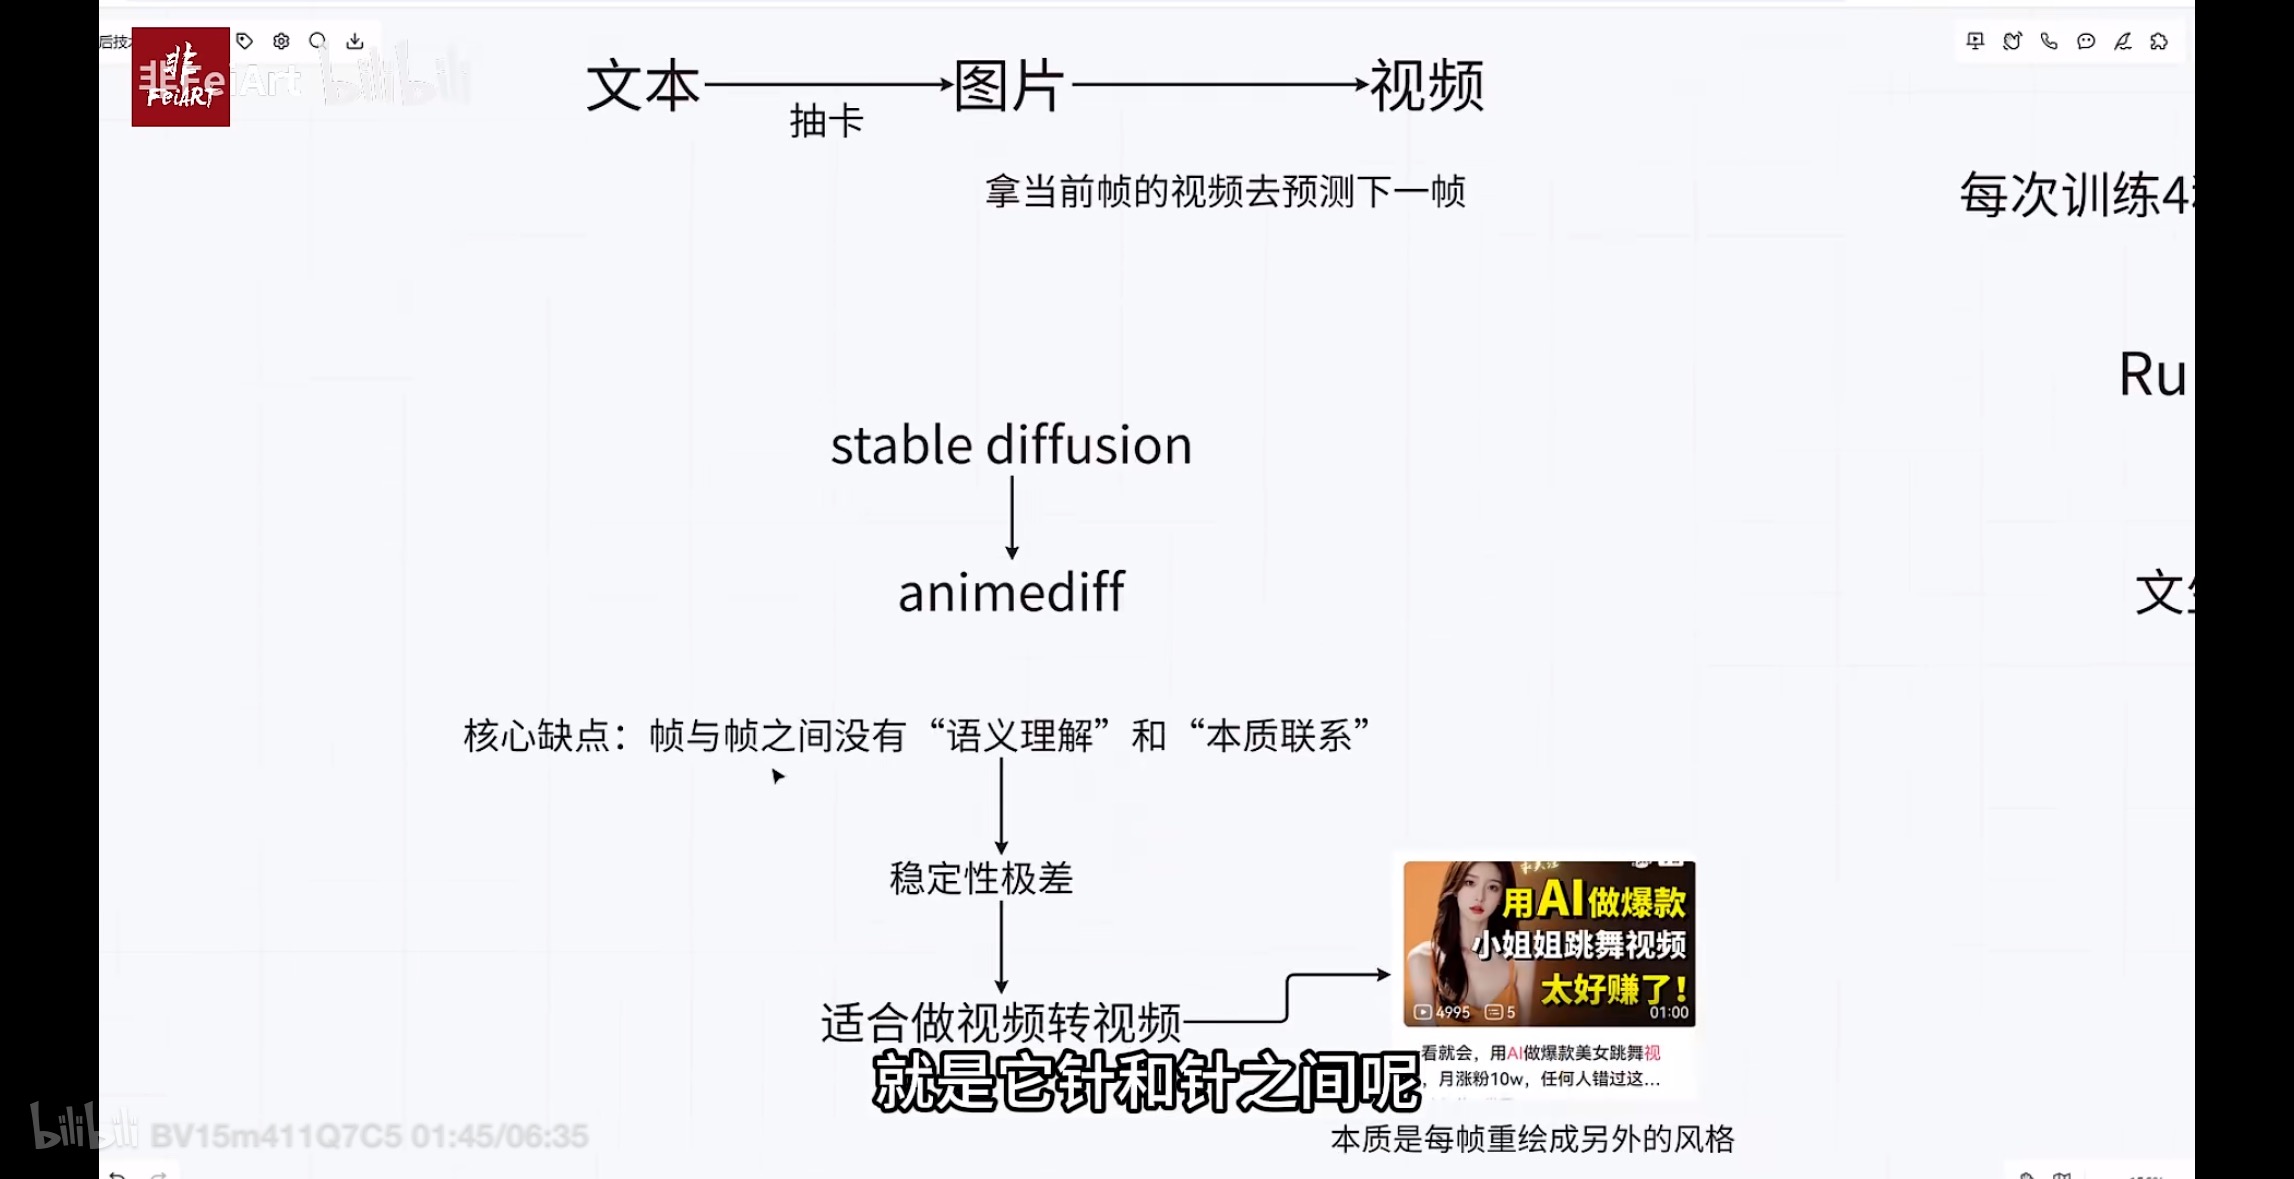 后技
非FeiArt
FeiART
bilibili
文本
图片
视频
抽卡
拿当前帧的视频去预测下一帧
每次训练4
Ru
stable diffusion
animediff
核心缺点：帧与帧之间没有“语义理解”和“本质联系”
稳定性极差
适合做视频转视频
用AI做爆款
小姐姐跳舞视频
太好赚了！
4995
5
01:00
看就会，用AI做爆款美女跳舞视
，月涨粉10w，任何人错过这…
本质是每帧重绘成另外的风格
就是它针和针之间呢
bilibili BV15m411Q7C5 01:45/06:35